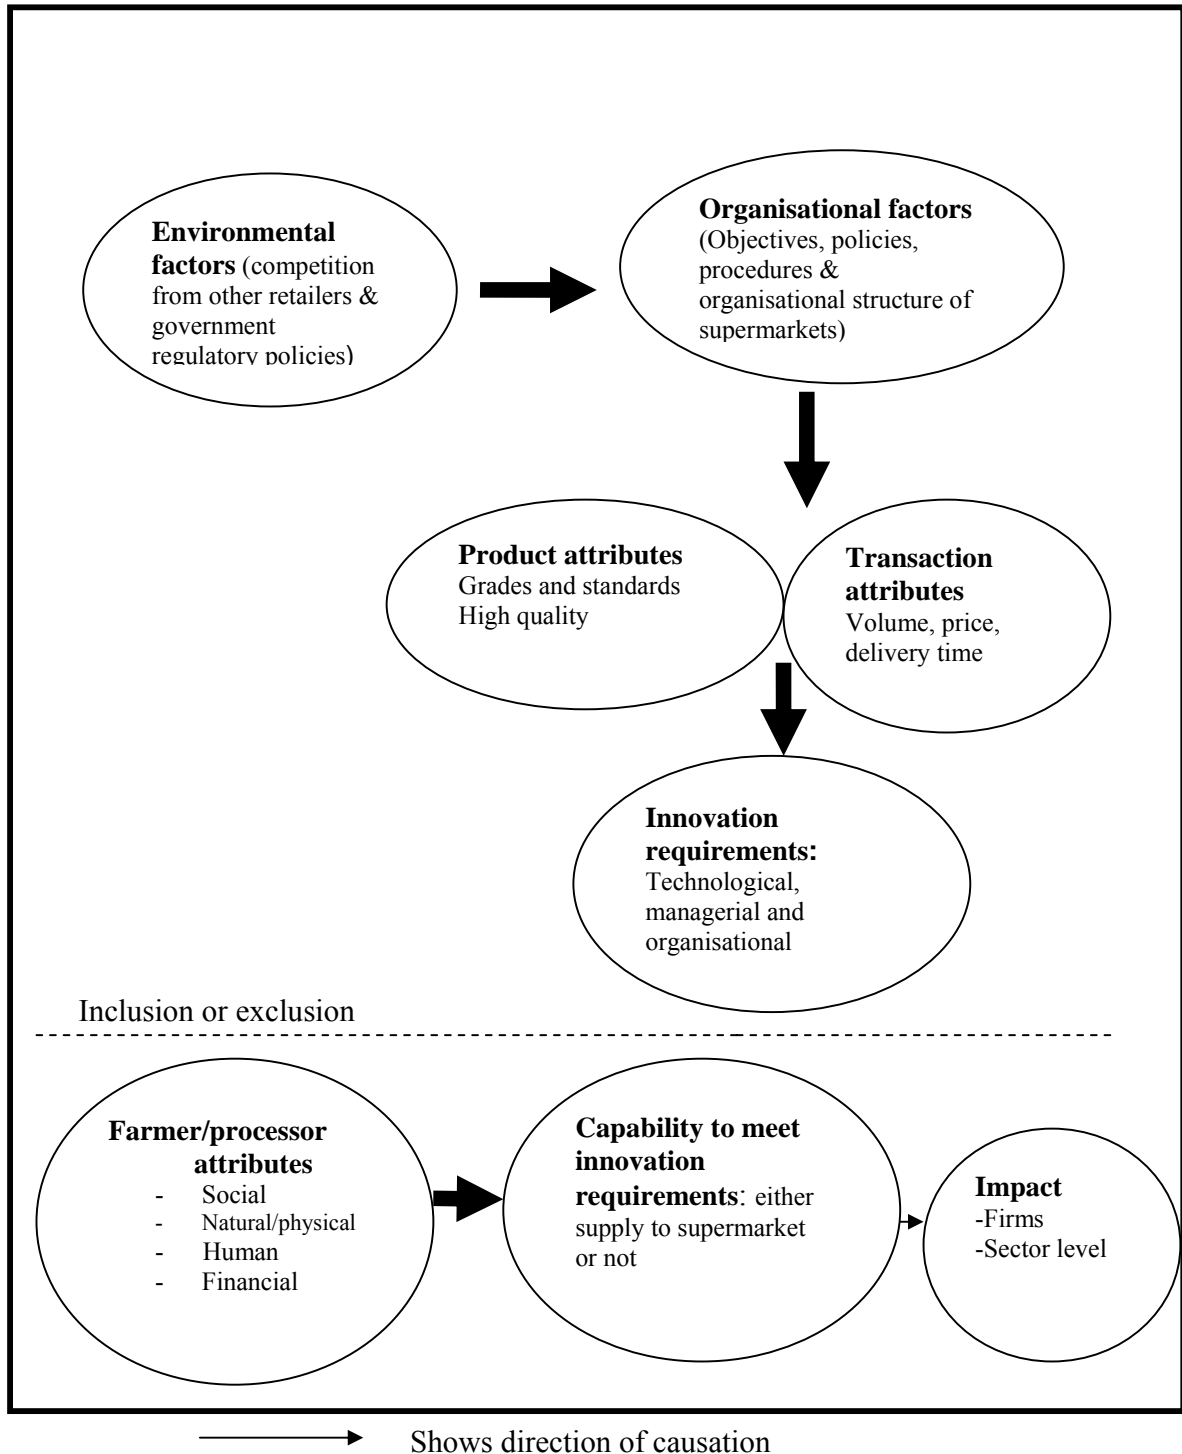 Environmental
factors (competition
from other retailers &
government
regulatory policies)
Organisational factors
(Objectives, policies,
procedures &
organisational structure of
supermarkets)
Product attributes
Grades and standards
High quality
Transaction
attributes
Volume, price,
delivery time
Innovation
requirements:
Technological,
managerial and
organisational
Inclusion or exclusion
Farmer/processor
attributes
- Social
- Natural/physical
- Human
- Financial
Capability to meet
innovation
requirements: either
supply to supermarket
or not
Impact
-Firms
-Sector level
Shows direction of causation